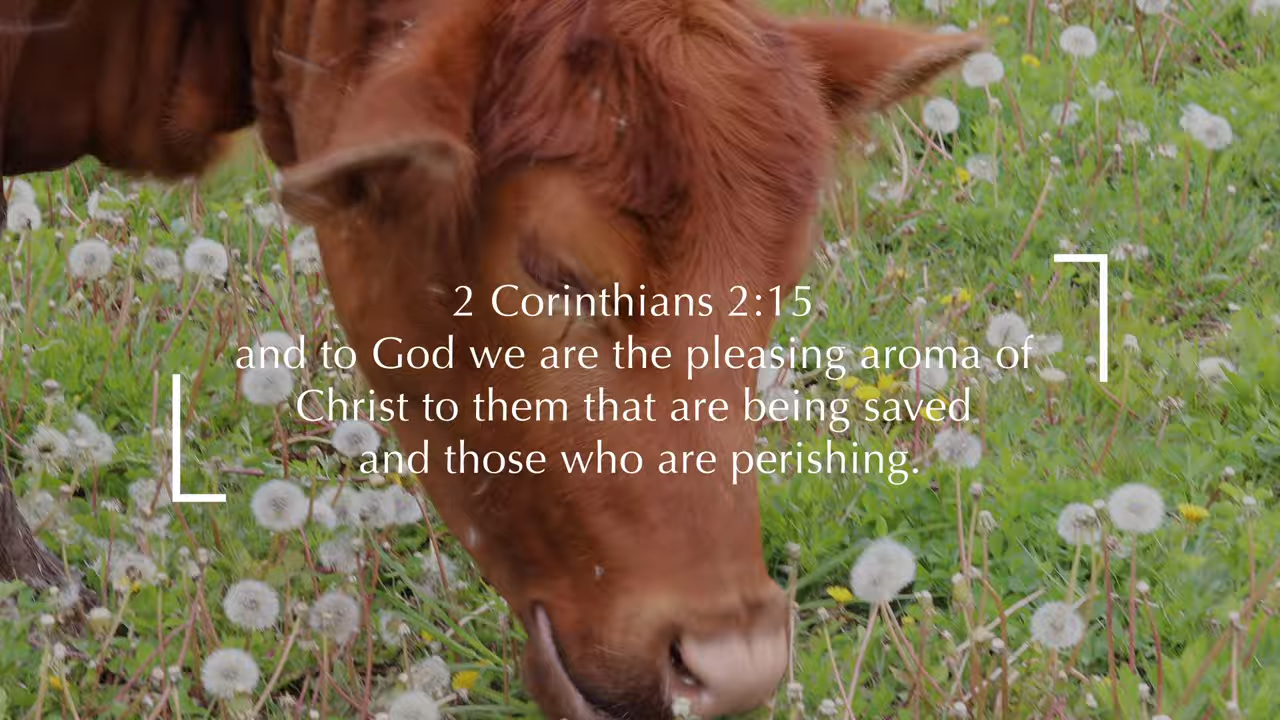 2 Corinthians 2:15
and to God we are the pleasing aroma of
Christ to them that are being saved
and those who are perishing.